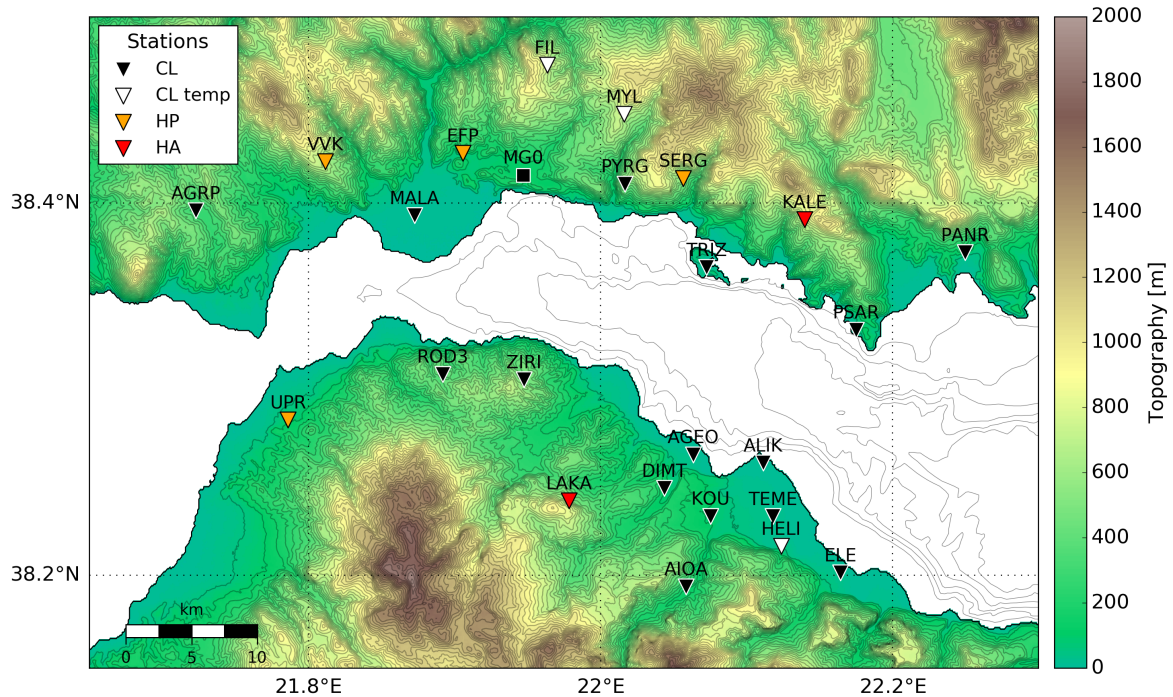 Stations
CL
CL temp
HP
HA
FIL
MYL
VVK
EFP
MG0
PYRG
SERG
AGRP
MALA
KALE
PANR
TRIZ
PSAR
ROD3
ZIRI
UPR
AGEO
ALIK
DIMT
LAKA
KOU
TEME
HELI
ELE
AIOA
38.4°N
38.2°N
km
0 5 10
21.8°E 22°E 22.2°E
2000
1800
1600
1400
1200
1000
800
600
400
200
0
Topography [m]